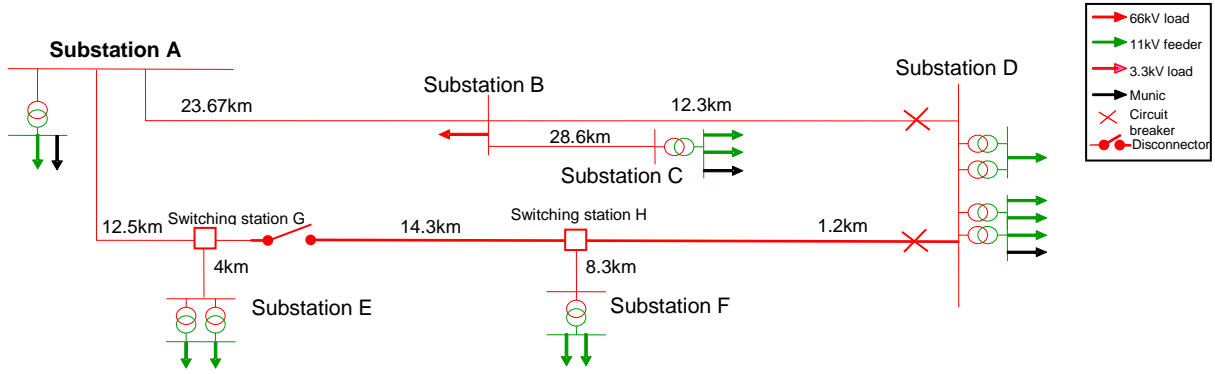 Substation A
23.67km
Substation B
12.3km
Substation D
28.6km
Substation C
12.5km
Switching station G
14.3km
Switching station H
1.2km
4km
8.3km
Substation E
Substation F
66kV load
11kV feeder
3.3kV load
Munic
Circuit
breaker
Disconnector